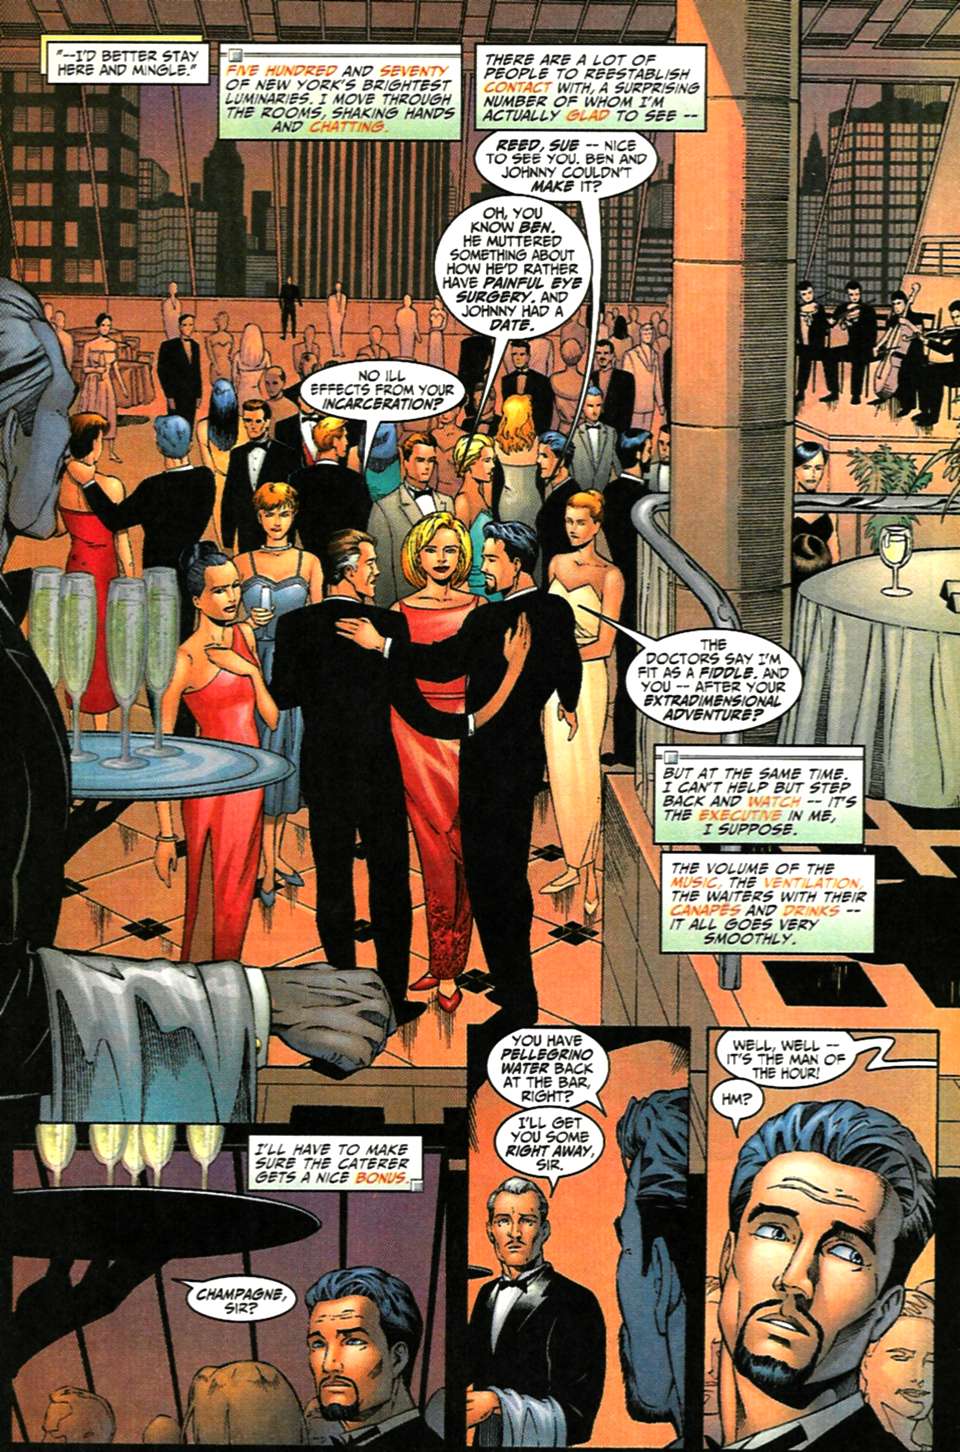 "--I'D BETTER STAY
HERE AND MINGLE."
FIVE HUNDRED AND SEVENTY
OF NEW YORK'S BRIGHTEST
LUMINARIES. I MOVE THROUGH
THE ROOMS, SHAKING HANDS
AND CHATTING.
THERE ARE A LOT OF
PEOPLE TO REESTABLISH
CONTACT WITH, A SURPRISING
NUMBER OF WHOM I'M
ACTUALLY GLAD TO SEE --
REED, SUE -- NICE
TO SEE YOU. BEN AND
JOHNNY COULDN'T
MAKE IT?
OH, YOU
KNOW BEN.
HE MUTTERED
SOMETHING ABOUT
HOW HE'D RATHER
HAVE PAINFUL EYE
SURGERY. AND
JOHNNY HAD A
DATE.
NO ILL
EFFECTS FROM YOUR
INCARCERATION?
THE
DOCTORS SAY I'M
FIT AS A FIDDLE. AND
YOU -- AFTER YOUR
EXTRADIMENSIONAL
ADVENTURE?
BUT AT THE SAME TIME.
I CAN'T HELP BUT STEP
BACK AND WATCH -- IT'S
THE EXECUTIVE IN ME,
I SUPPOSE.
THE VOLUME OF THE
MUSIC, THE VENTILATION,
THE WAITERS WITH THEIR
CANAPÉS AND DRINKS --
IT ALL GOES VERY
SMOOTHLY.
I'LL HAVE TO MAKE
SURE THE CATERER
GETS A NICE BONUS.
CHAMPAGNE,
SIR?
YOU HAVE
PELLEGRINO
WATER BACK
AT THE BAR,
RIGHT?
I'LL GET
YOU SOME
RIGHT AWAY,
SIR.
WELL, WELL --
IT'S THE MAN OF
THE HOUR!
HM?